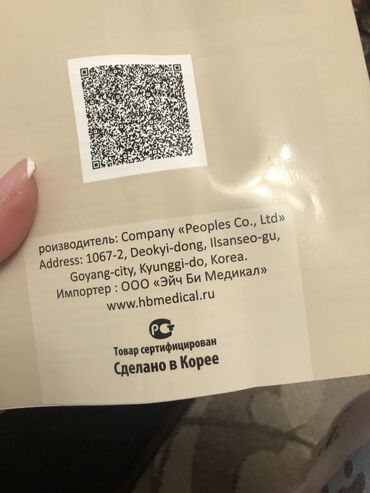 роизводитель: Company «Peoples Co., Ltd»
Address: 1067-2, Deokyi-dong, Ilsanseo-gu,
Goyang-city, Kyunggi-do, Korea.
Импортер : ООО «Эйч Би Медикал»
www.hbmedical.ru
Товар сертифицирован
Сделано в Корее